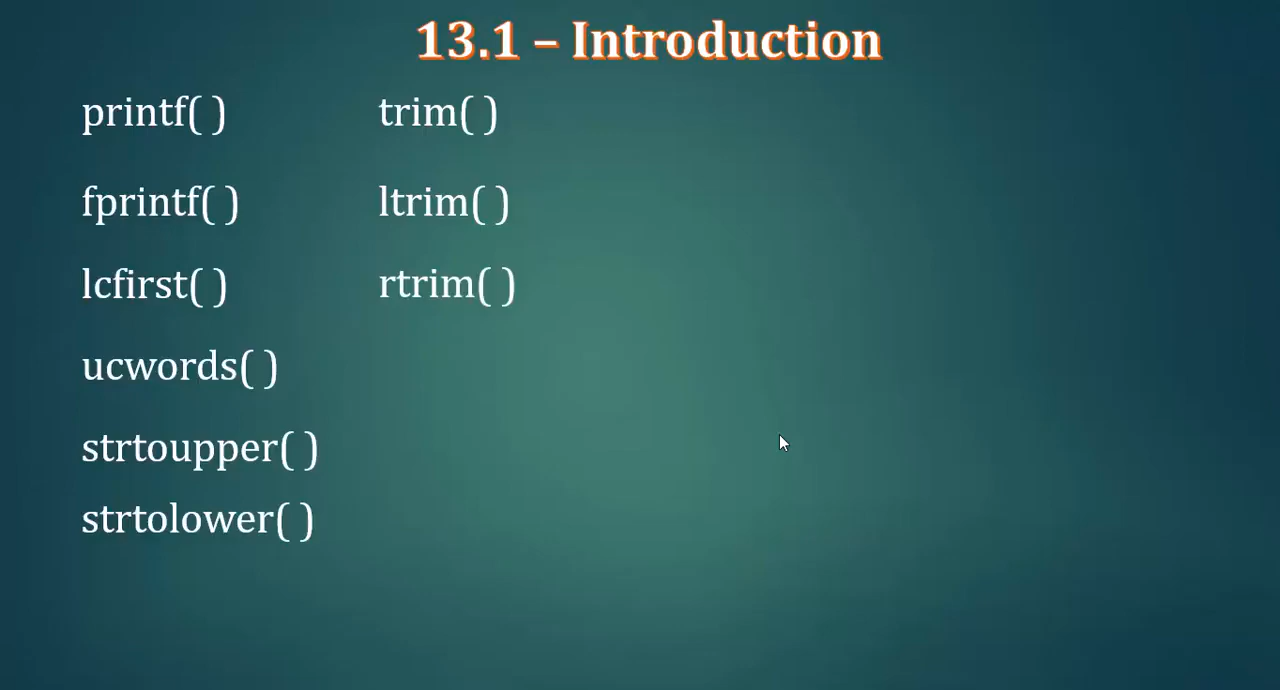 13.1 – Introduction
printf( )
fprintf( )
lcfirst( )
ucwords( )
strtoupper( )
strtolower( )
trim( )
ltrim( )
rtrim( )